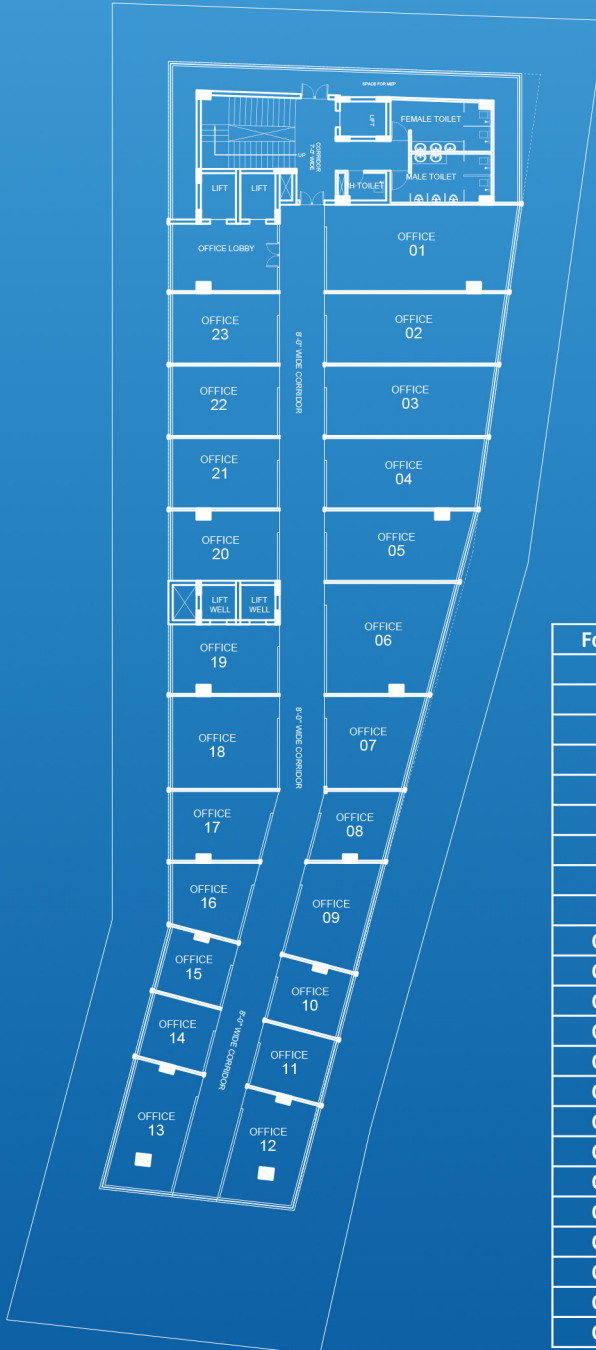 SPACE FOR MEP
FEMALE TOILET
LIFT
7'-0" WIDE
CORRIDOR
UP
MALE TOILET
LIFT
LIFT
H TOILET
OFFICE LOBBY
OFFICE
01
OFFICE
23
OFFICE
02
8'-0" WIDE CORRIDOR
OFFICE
22
OFFICE
03
OFFICE
21
OFFICE
04
OFFICE
20
OFFICE
05
LIFT
WELL
LIFT
WELL
OFFICE
06
OFFICE
19
Fo
OFFICE
18
8'-0" WIDE CORRIDOR
OFFICE
07
OFFICE
17
OFFICE
08
OFFICE
16
OFFICE
09
OFFICE
15
OFFICE
10
OFFICE
14
8'-0" WIDE CORRIDOR
OFFICE
11
OFFICE
13
OFFICE
12